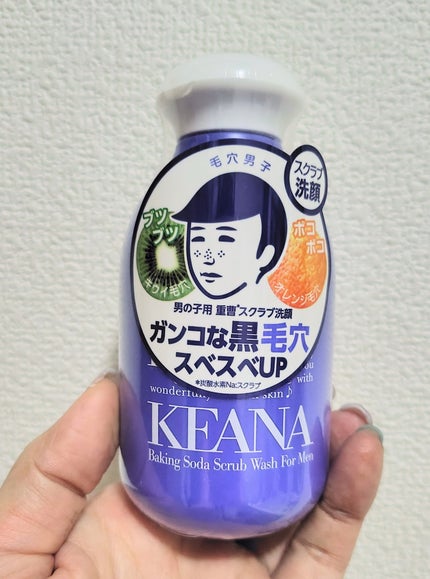 毛穴男子
スクラブ
洗顔
ブツ
ブツ
キウイ毛穴
ボコ
ボコ
オレンジ毛穴
男の子用 重曹*スクラブ洗顔
ガンコな黒毛穴
スベスベUP
*炭酸水素Na:スクラブ
with
skin♪
KEANA
Baking Soda Scrub Wash For Men